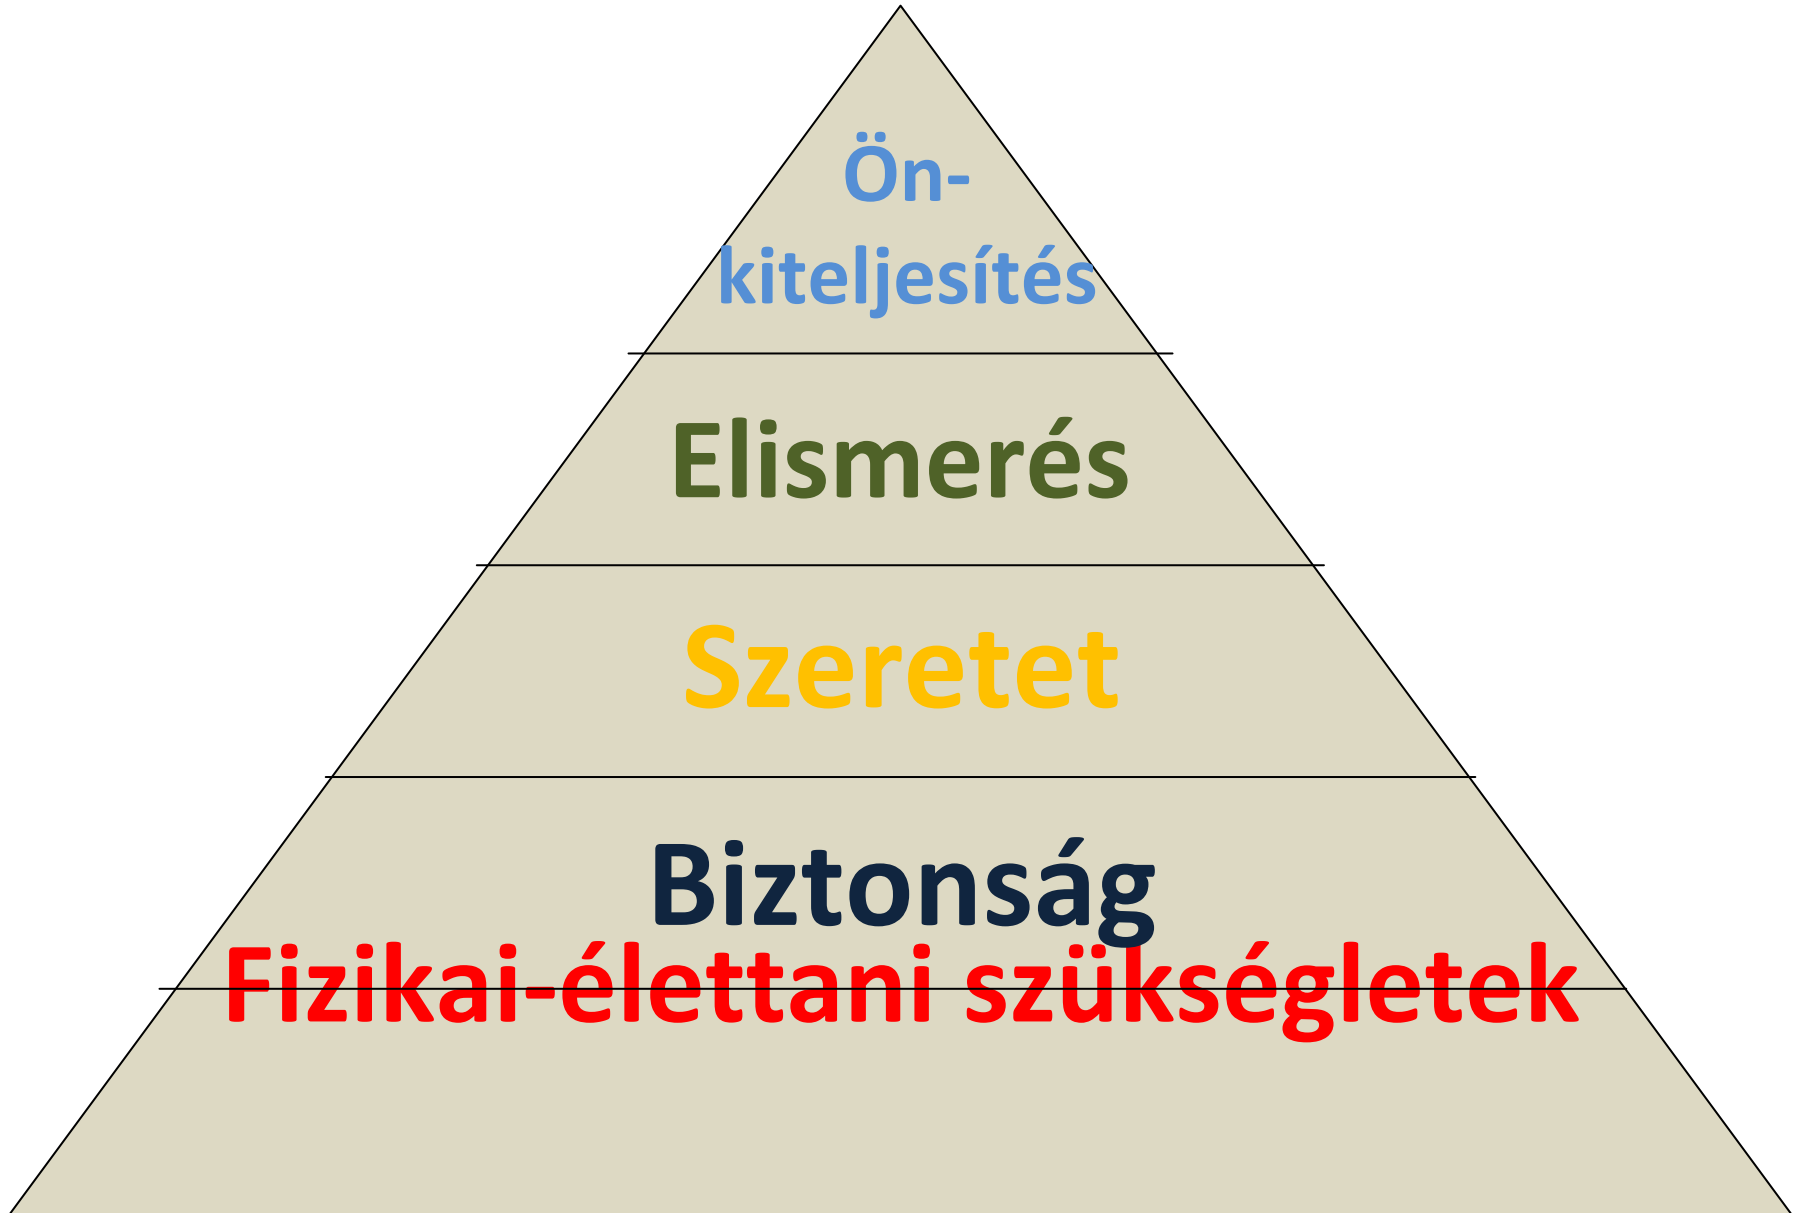 Ön-
kiteljesítés
Elismerés
Szeretet
Biztonság
Fizikai-élettani szükségletek